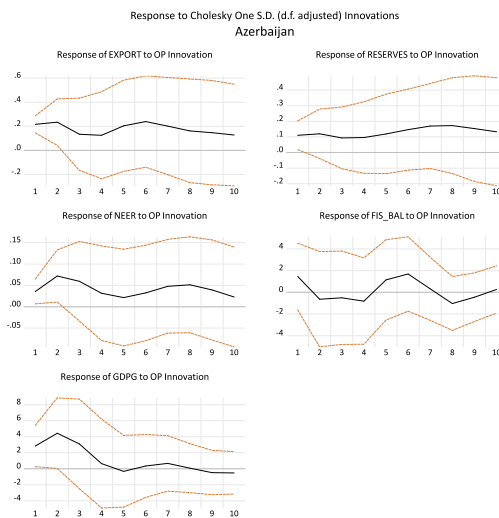 Response to Cholesky One S.D. (d.f. adjusted) Innovations
Azerbaijan
Response of EXPORT to OP Innovation
.6
.4
.2
.0
-.2
1 2 3 4 5 6 7 8 9 10
Response of RESERVES to OP Innovation
.4
.3
.2
.1
.0
-.1
-.2
1 2 3 4 5 6 7 8 9 10
Response of NEER to OP Innovation
.15
.10
.05
.00
-.05
1 2 3 4 5 6 7 8 9 10
Response of FIS_BAL to OP Innovation
4
2
0
-2
-4
1 2 3 4 5 6 7 8 9 10
Response of GDPG to OP Innovation
8
6
4
2
0
-2
-4
1 2 3 4 5 6 7 8 9 10